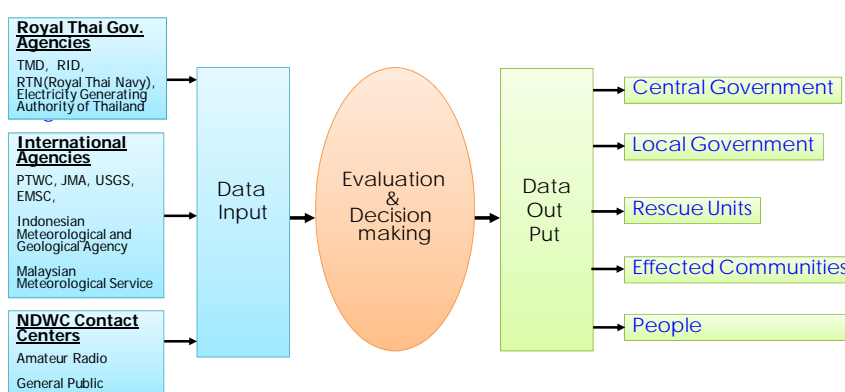 Royal Thai Gov.
Agencies
TMD, RID,
RTN(Royal Thai Navy),
Electricity Generating
Authority of Thailand
International
Agencies
PTWC, JMA, USGS,
EMSC,
Indonesian
Meteorological and
Geological Agency
Malaysian
Meteorological Service
NDWC Contact
Centers
Amateur Radio
General Public
Data
Input
Evaluation
&
Decision
making
Data
Out
Put
Central Government
Local Government
Rescue Units
Effected Communities
People